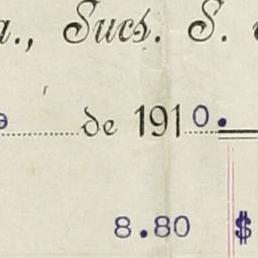 a., Sucs. S.
de 1910.
8.80 $